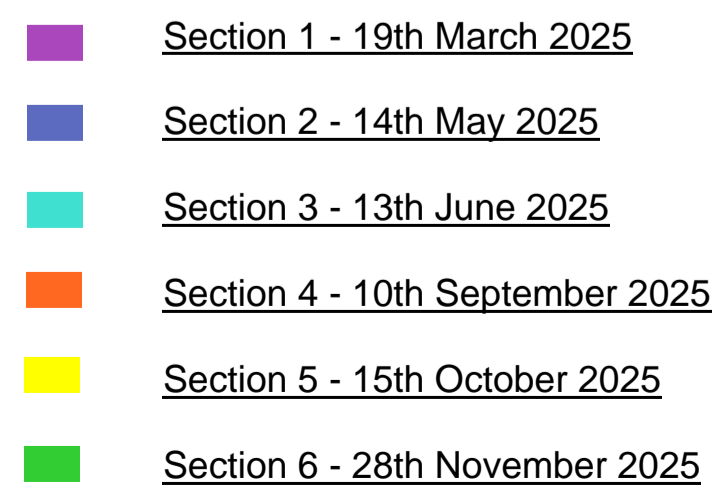 Section 1 - 19th March 2025
Section 2 - 14th May 2025
Section 3 - 13th June 2025
Section 4 - 10th September 2025
Section 5 - 15th October 2025
Section 6 - 28th November 2025